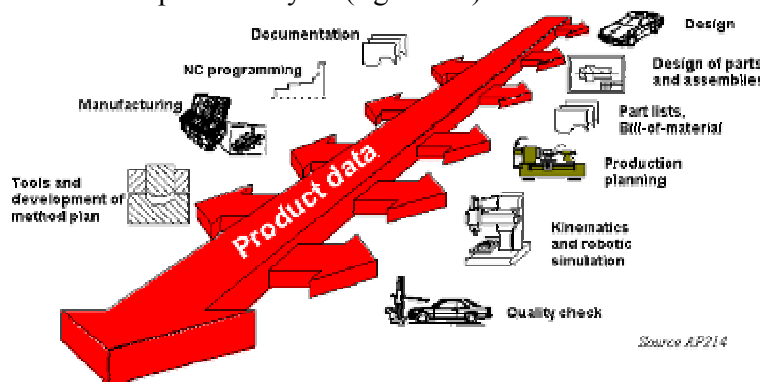 Design
Documentation
Design of parts
and assemblies
NC programming
Manufacturing
Part lists,
Bill-of-material
Product data
Production
planning
Tools and
development of
method plan
Kinematics
and robotic
simulation
Quality check
Source AP214